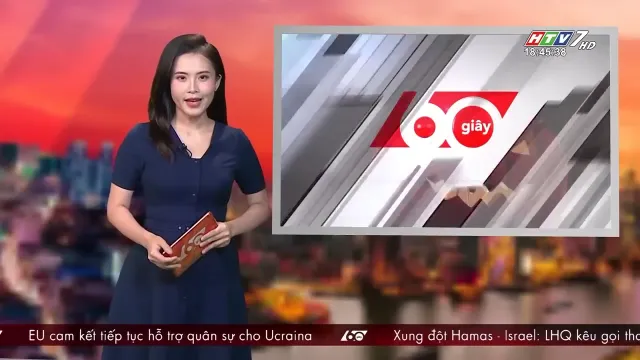 HTV7 HD
18:45:38
60 giây
EU cam kết tiếp tục hỗ trợ quân sự cho Ucraina 60 Xung đột Hamas - Israel: LHQ kêu gọi